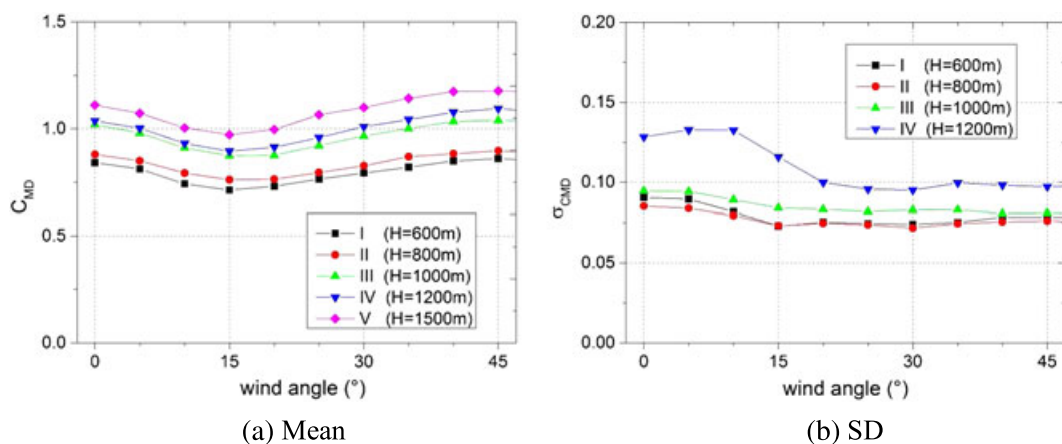 1.5
1.0
0.5
0.0
C_MD
I (H=600m)
II (H=800m)
III (H=1000m)
IV (H=1200m)
V (H=1500m)
0 15 30 45
wind angle (°)
(a) Mean
0.20
0.15
0.10
0.05
0.00
σ_CMD
I (H=600m)
II (H=800m)
III (H=1000m)
IV (H=1200m)
0 15 30 45
wind angle (°)
(b) SD